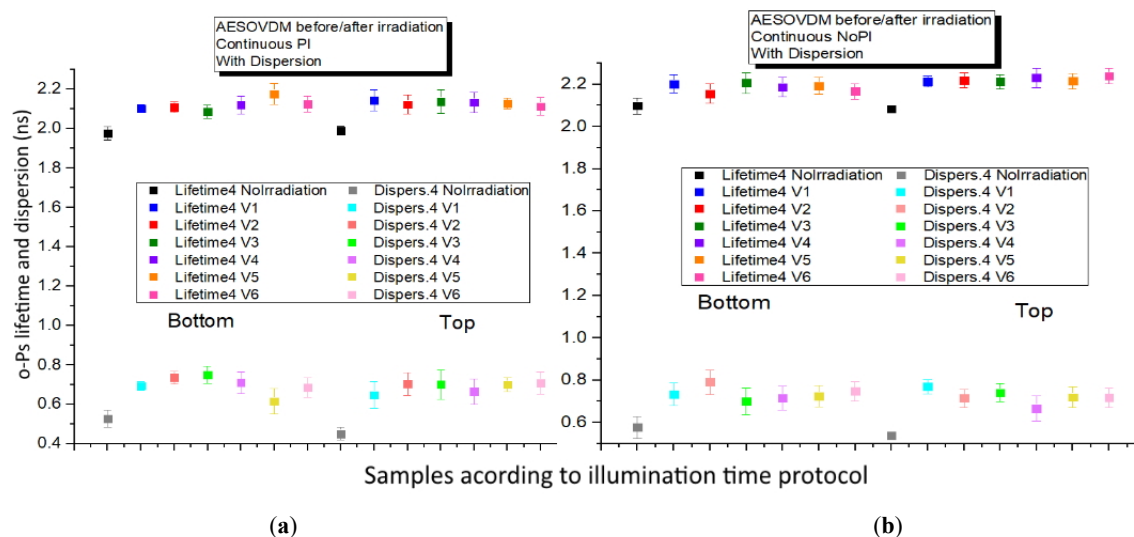 AESOVDM before/after irradiation
Continuous PI
With Dispersion
o-Ps lifetime and dispersion (ns)
2.2
2.0
1.8
1.6
1.4
1.2
1.0
0.8
0.6
0.4
Lifetime4 NoIrradiation Dispers.4 NoIrradiation
Lifetime4 V1 Dispers.4 V1
Lifetime4 V2 Dispers.4 V2
Lifetime4 V3 Dispers.4 V3
Lifetime4 V4 Dispers.4 V4
Lifetime4 V5 Dispers.4 V5
Lifetime4 V6 Dispers.4 V6
Bottom Top
AESOVDM before/after irradiation
Continuous NoPI
With Dispersion
2.2
2.0
1.8
1.6
1.4
1.2
1.0
0.8
0.6
Lifetime4 NoIrradiation Dispers.4 NoIrradiation
Lifetime4 V1 Dispers.4 V1
Lifetime4 V2 Dispers.4 V2
Lifetime4 V3 Dispers.4 V3
Lifetime4 V4 Dispers.4 V4
Lifetime4 V5 Dispers.4 V5
Lifetime4 V6 Dispers.4 V6
Bottom Top
Samples acording to illumination time protocol
(a) (b)